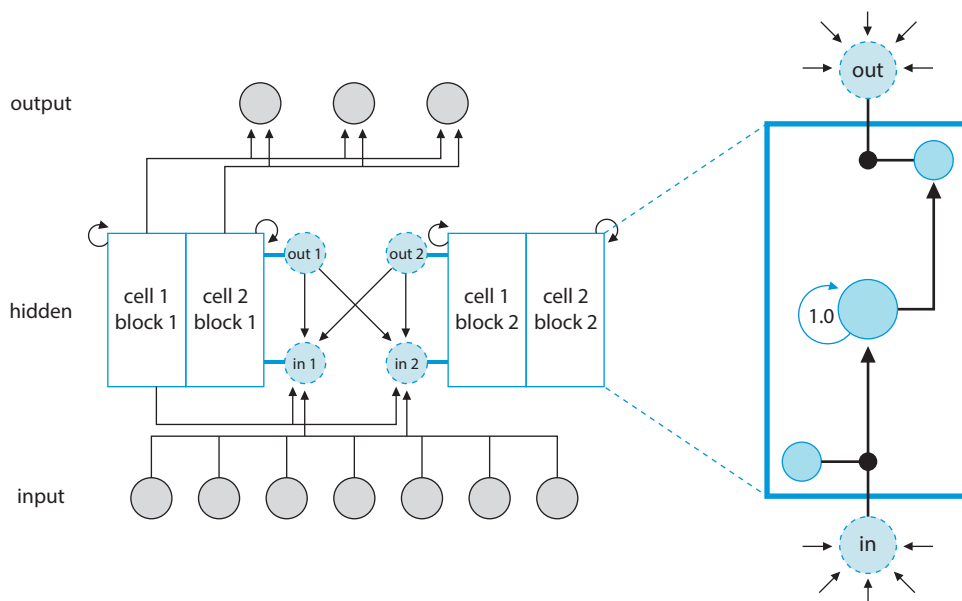 output
hidden
input
cell 1
block 1
cell 2
block 1
out 1
in 1
out 2
in 2
cell 1
block 2
cell 2
block 2
out
1.0
in